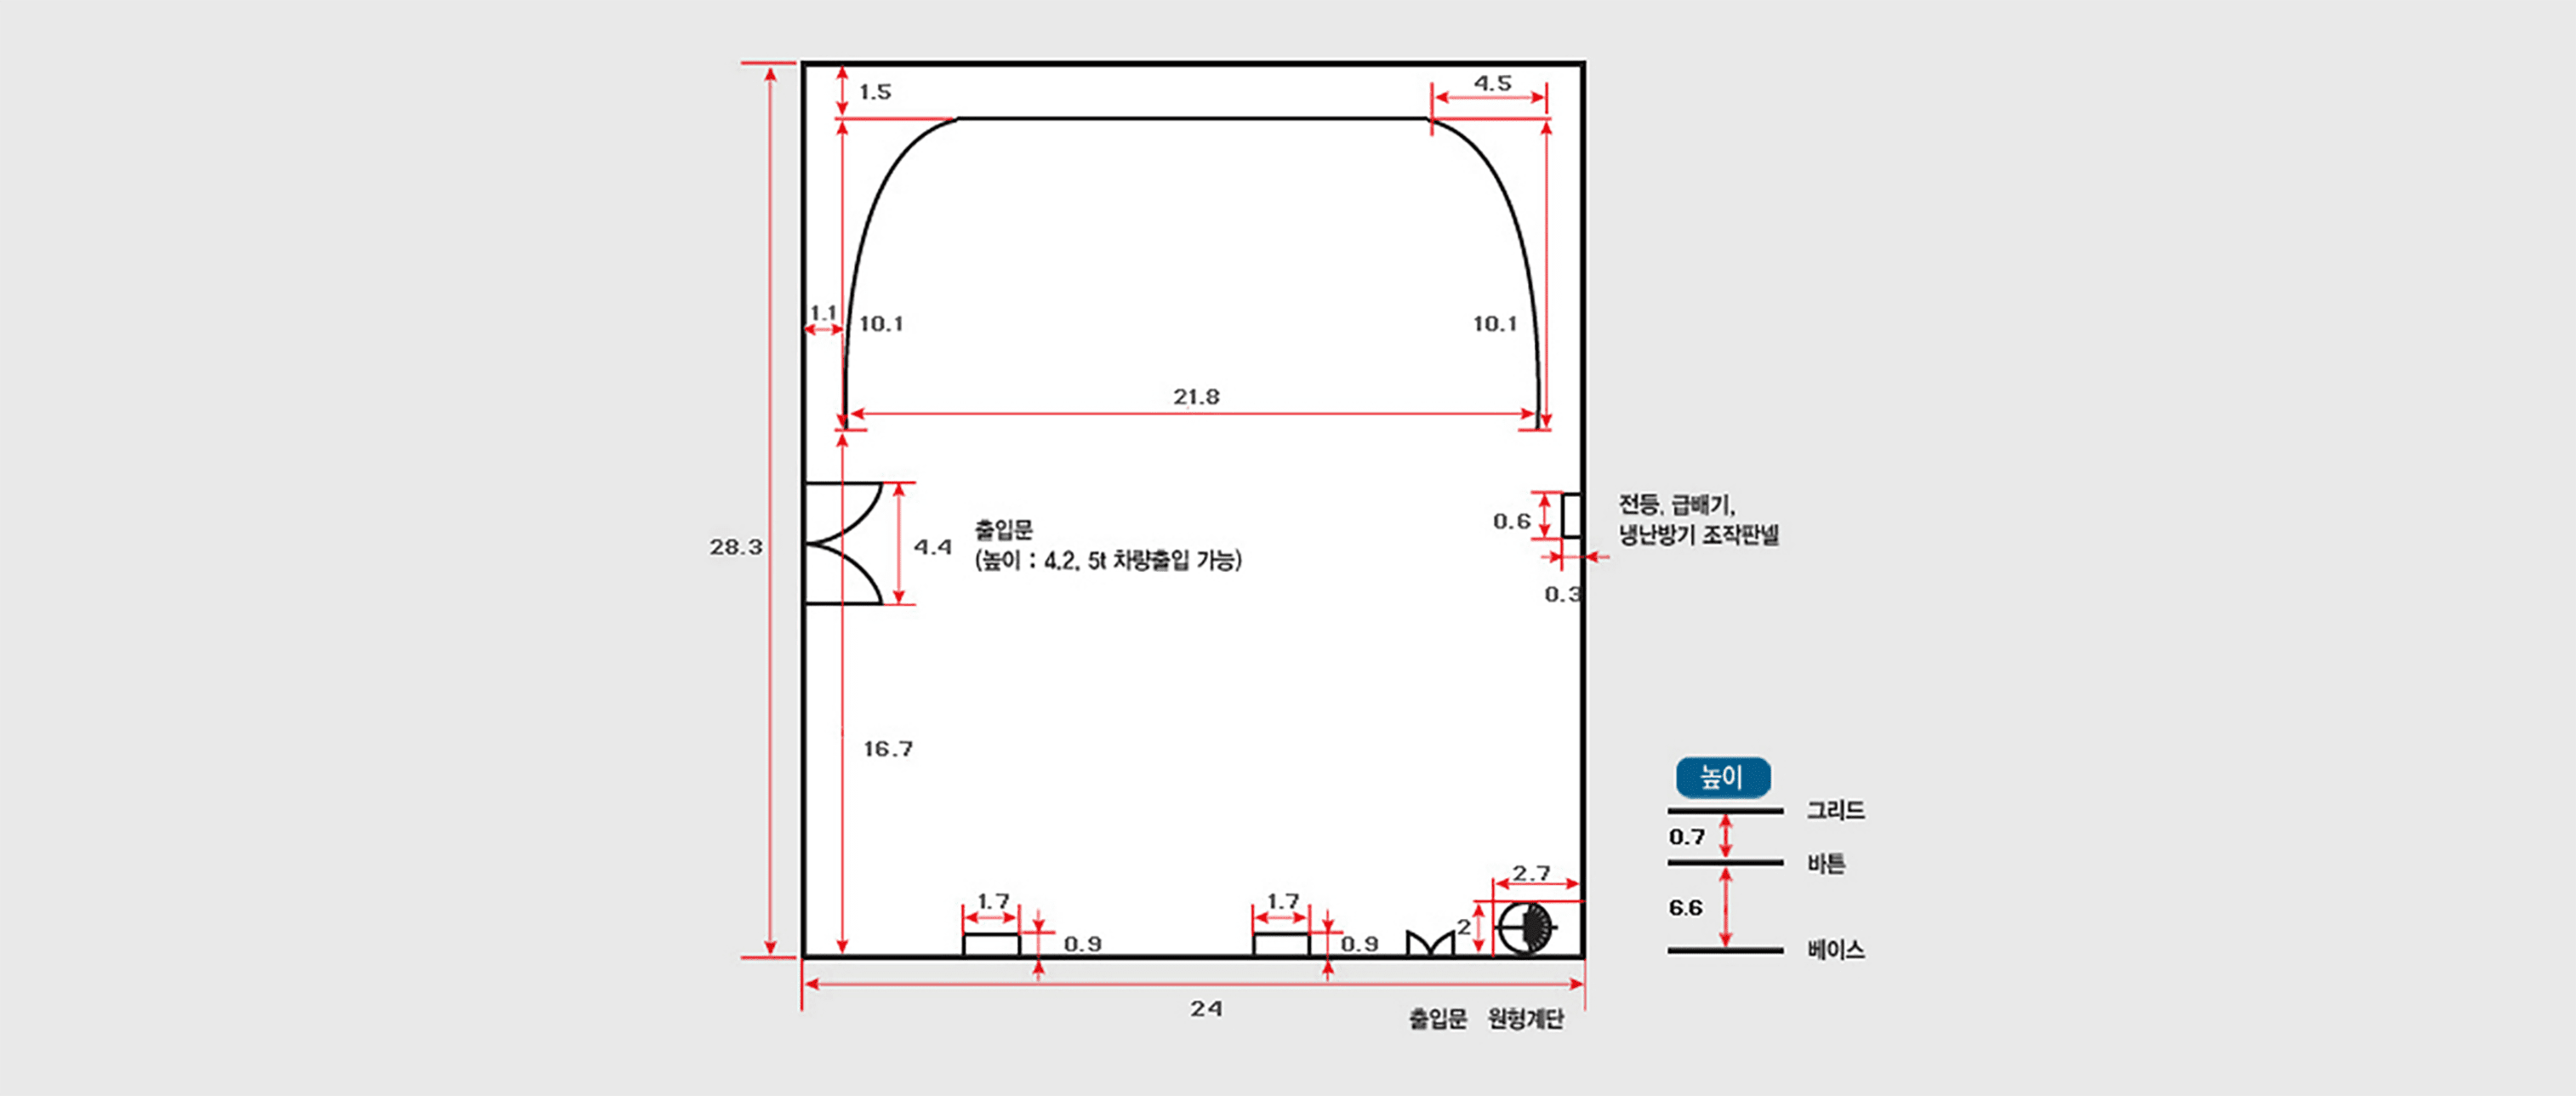 1.5
4.5
1.1
10.1
10.1
21.8
28.3
4.4
출입문
(높이 : 4.2, 5t 차량출입 가능)
0.6
전등, 급배기,
냉난방기 조작판넬
0.3
16.7
높이
그리드
0.7
바튼
6.6
베이스
1.7
0.9
1.7
0.9
2
2.7
24
출입문
원형계단